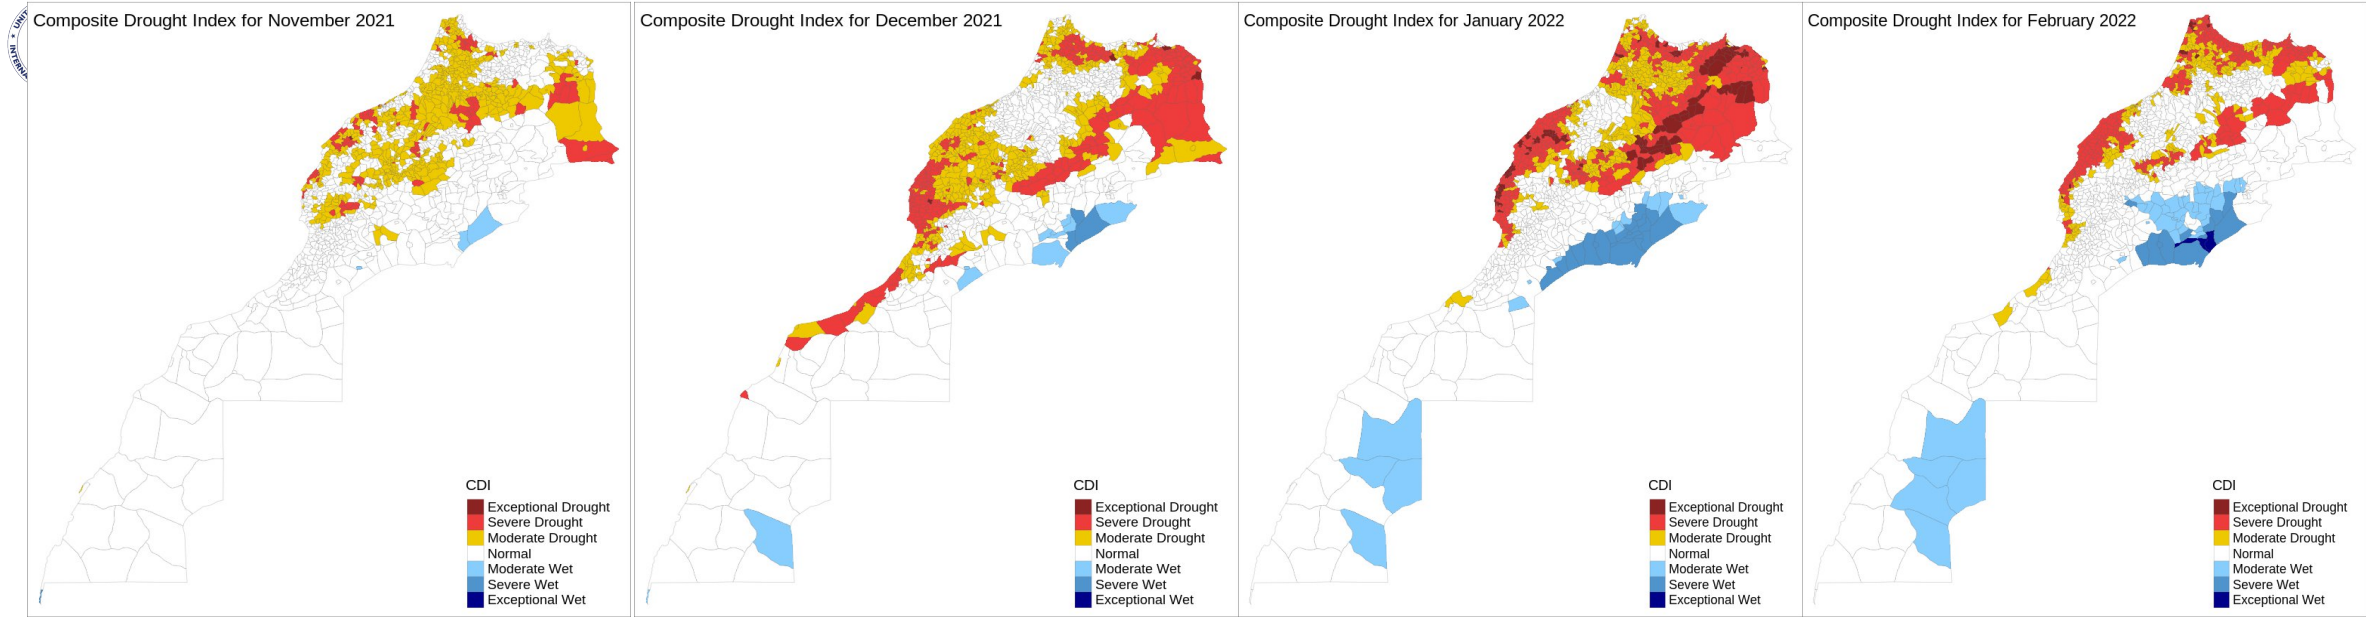 Composite Drought Index for November 2021
CDI
Exceptional Drought
Severe Drought
Moderate Drought
Normal
Moderate Wet
Severe Wet
Exceptional Wet
Composite Drought Index for December 2021
CDI
Exceptional Drought
Severe Drought
Moderate Drought
Normal
Moderate Wet
Severe Wet
Exceptional Wet
Composite Drought Index for January 2022
CDI
Exceptional Drought
Severe Drought
Moderate Drought
Normal
Moderate Wet
Severe Wet
Exceptional Wet
Composite Drought Index for February 2022
CDI
Exceptional Drought
Severe Drought
Moderate Drought
Normal
Moderate Wet
Severe Wet
Exceptional Wet